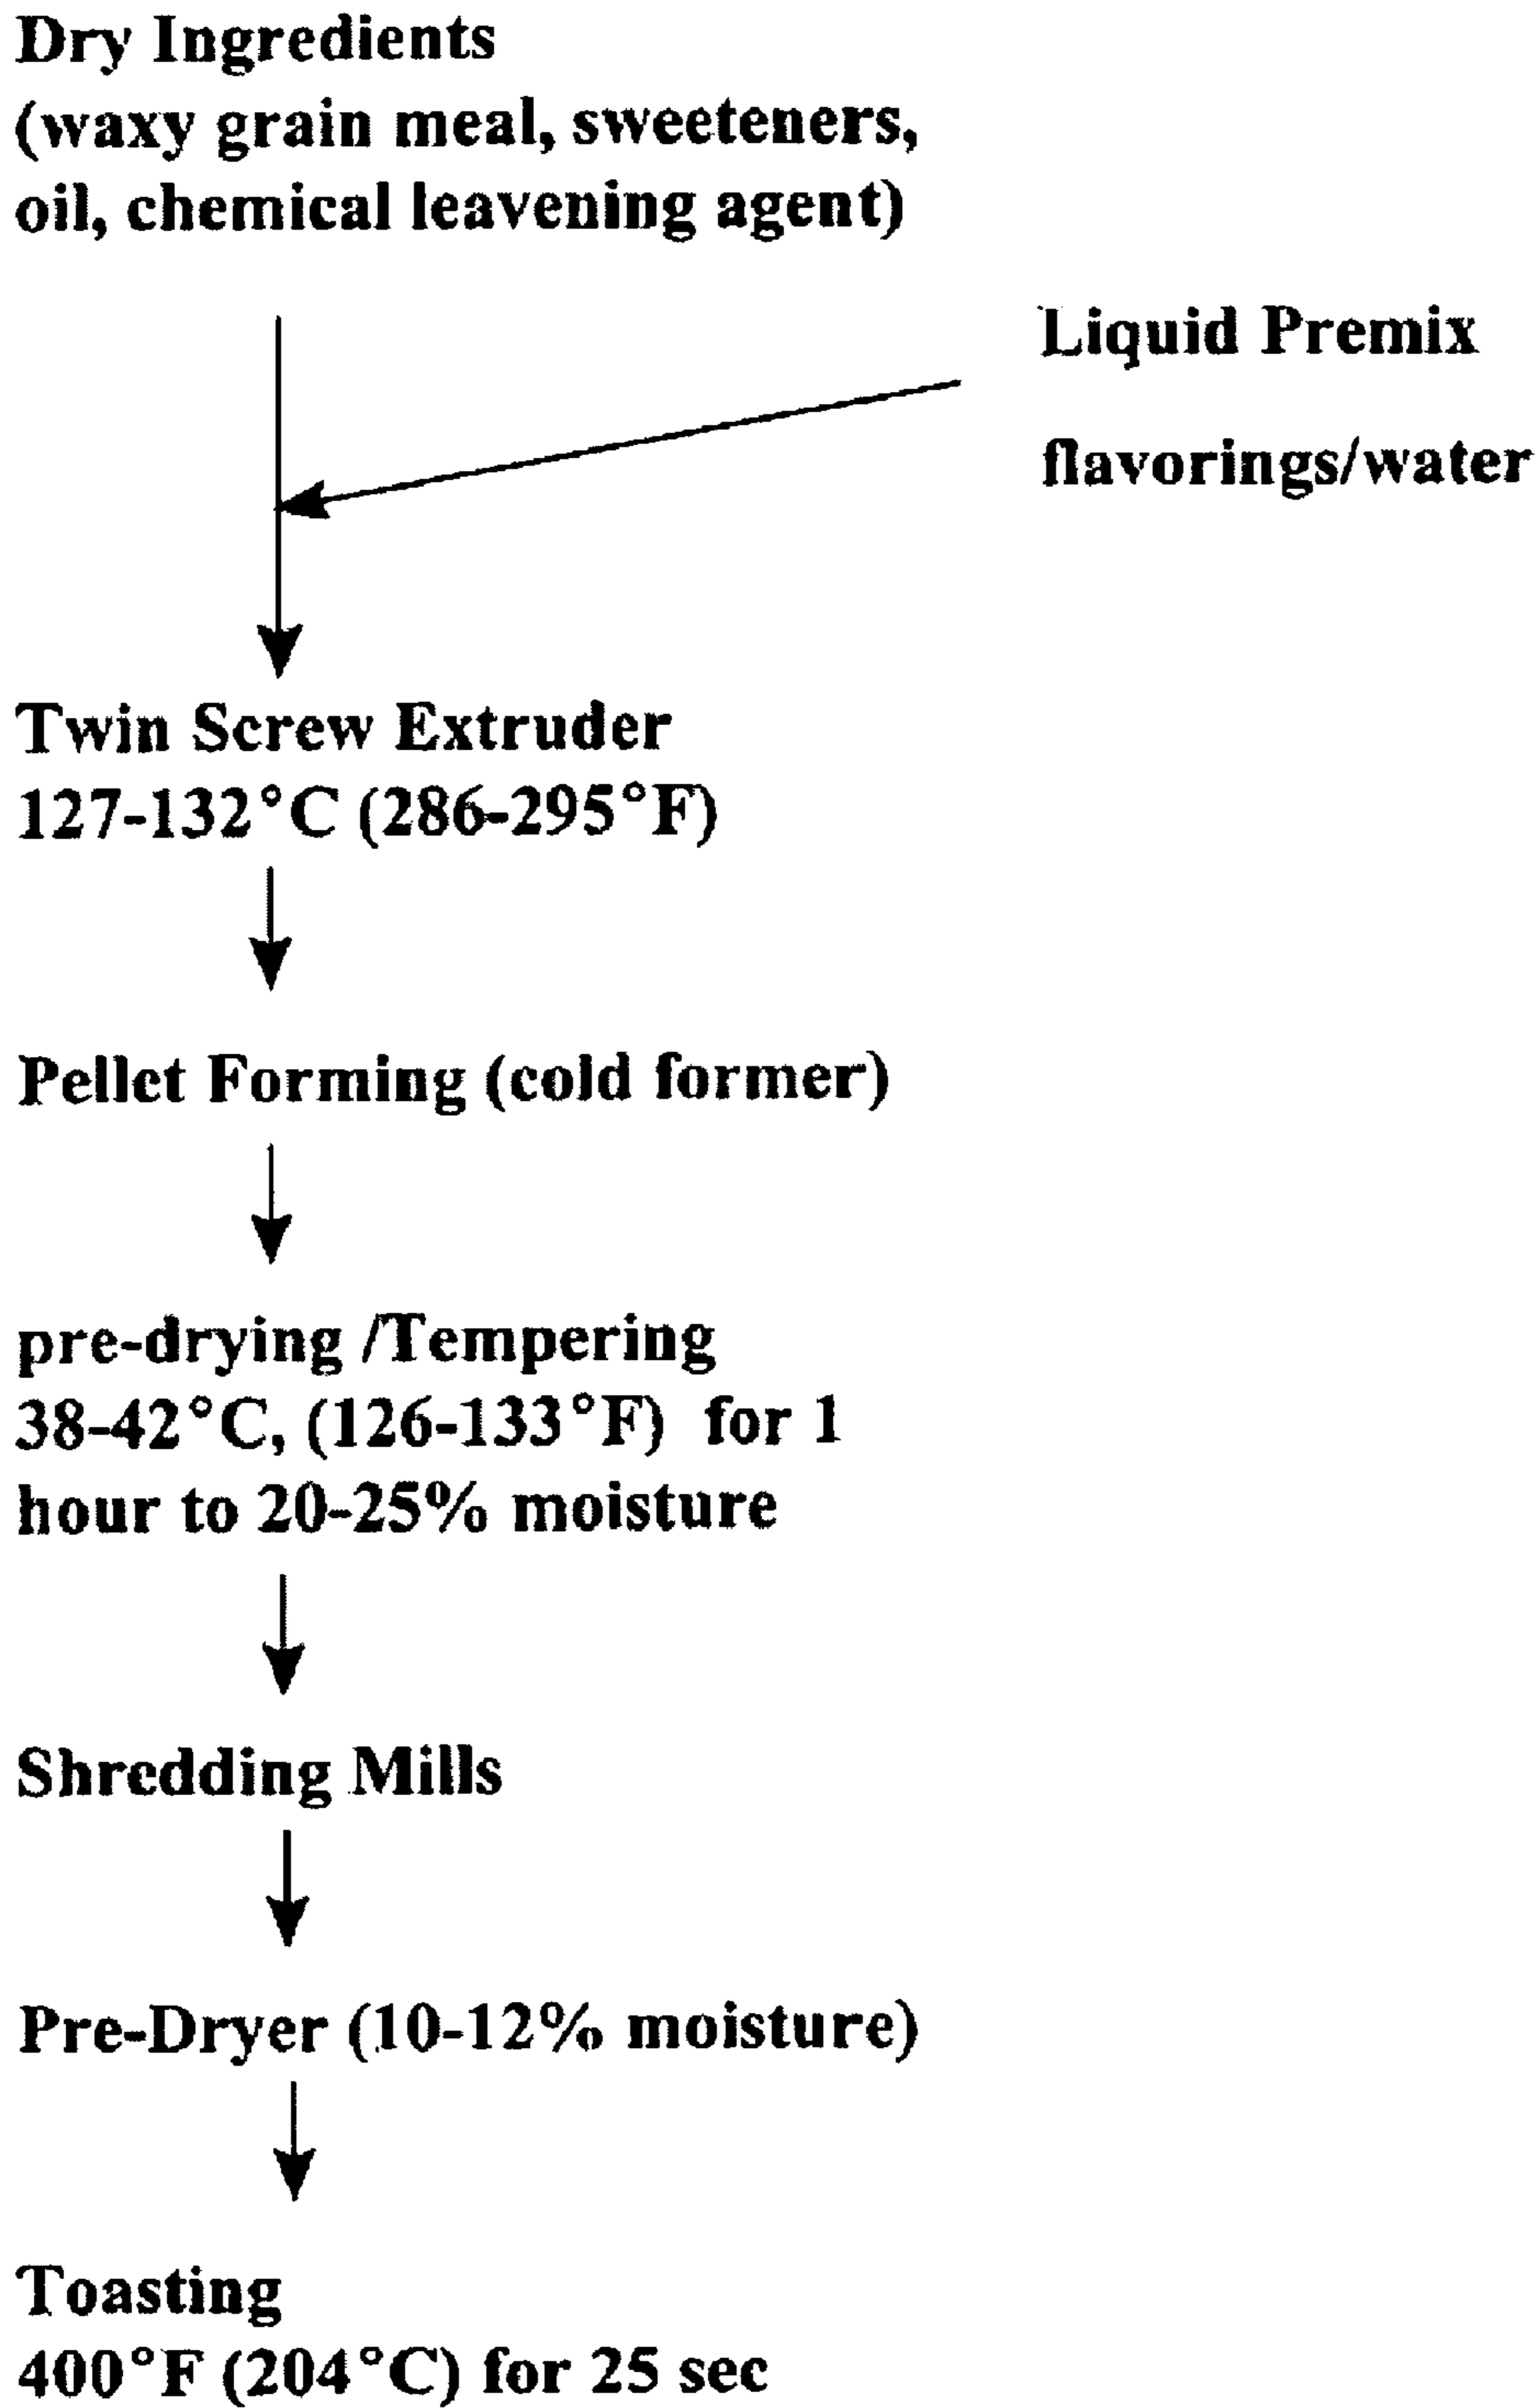 Dry Ingredients
(waxy grain meal, sweeteners,
oil, chemical leavening agent)
Liquid Premix
flavorings/water
Twin Screw Extruder
127-132°C (286-295°F)
Pellet Forming (cold former)
pre-drying /Tempering
38-42°C, (126-133°F) for 1
hour to 20-25% moisture
Shredding Mills
Pre-Dryer (10-12% moisture)
Toasting
400°F (204°C) for 25 sec